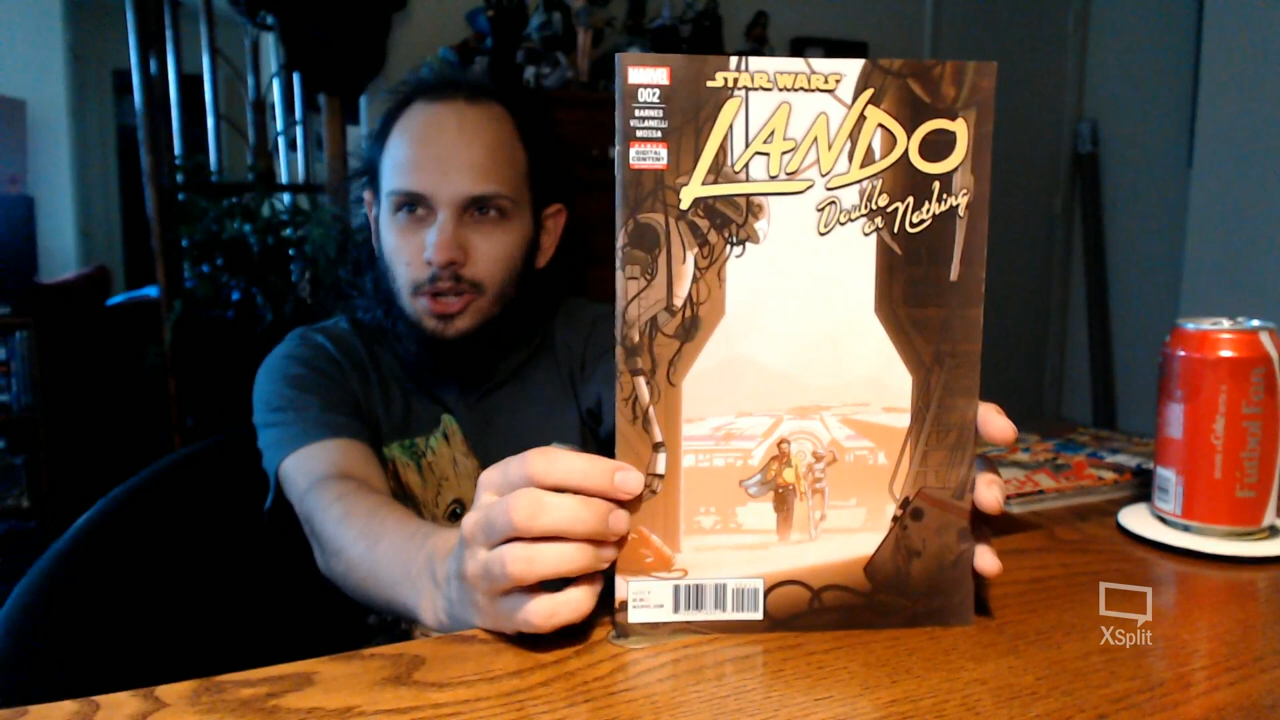 MARVEL
002
BARNES
VILLANELLI
MOSSA
DIGITAL
CONTENT
STAR WARS
LANDO
Double
or Nothing
Fútbol Fan
XSplit